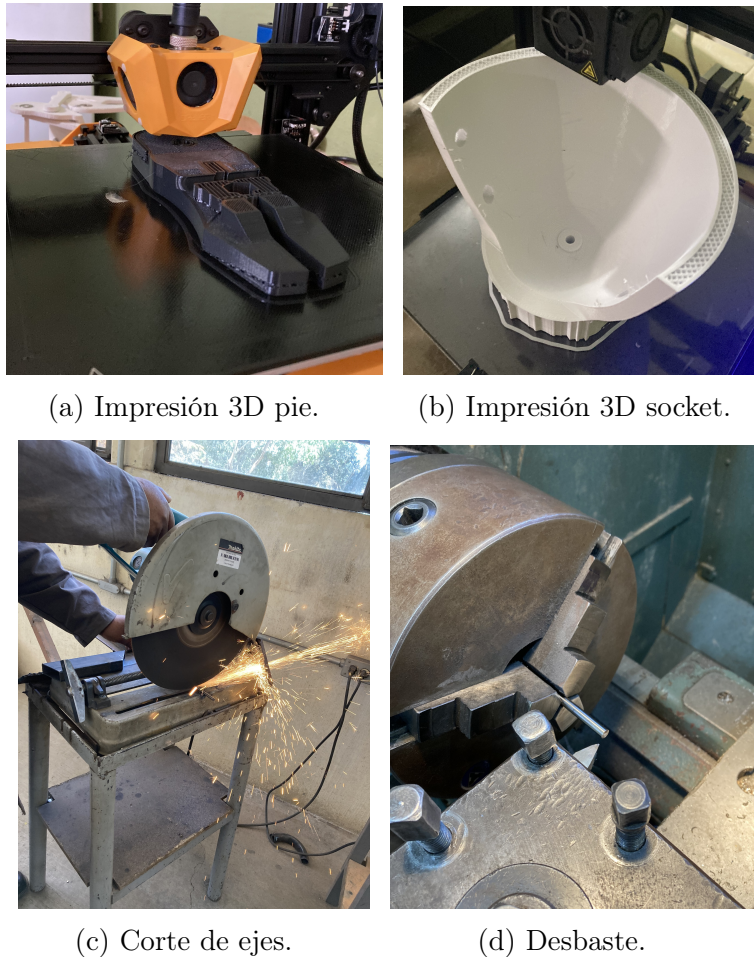 (a) Impresión 3D pie.
(b) Impresión 3D socket.
(c) Corte de ejes.
(d) Desbaste.